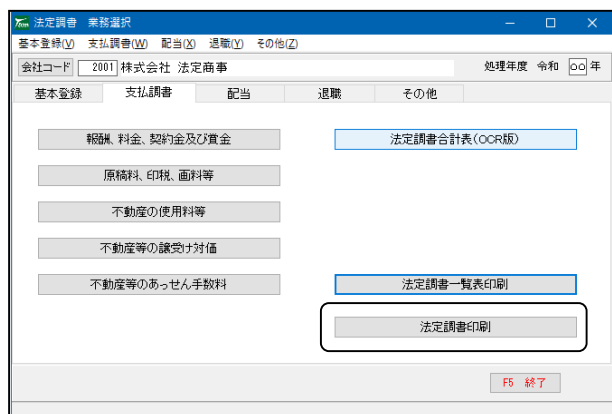 法定調書 業務選択
基本登録(V) 支払調書(W) 配当(X) 退職(Y) その他(Z)
会社コード 2001 株式会社 法定商事 処理年度 令和 〇〇 年
基本登録 支払調書 配当 退職 その他
報酬、料金、契約金及び賞金 法定調書合計表(OCR版)
原稿料、印税、画料等
不動産の使用料等
不動産等の譲受け対価
不動産等のあっせん手数料 法定調書一覧表印刷
法定調書印刷
F5 終了